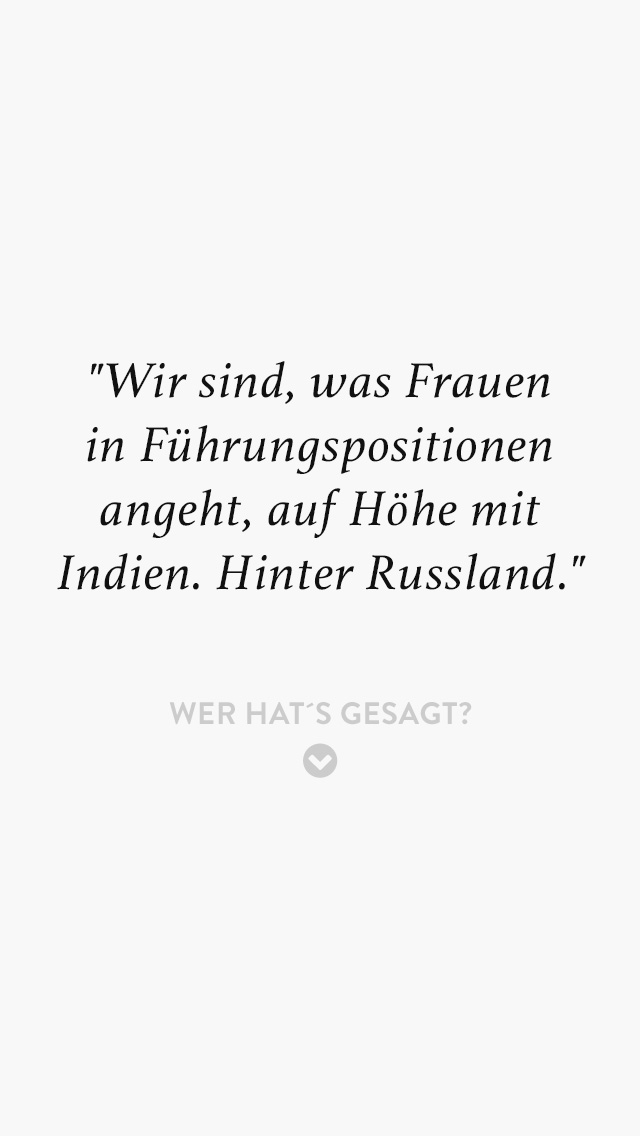 "Wir sind, was Frauen
in Führungspositionen
angeht, auf Höhe mit
Indien. Hinter Russland."
WER HAT´S GESAGT?